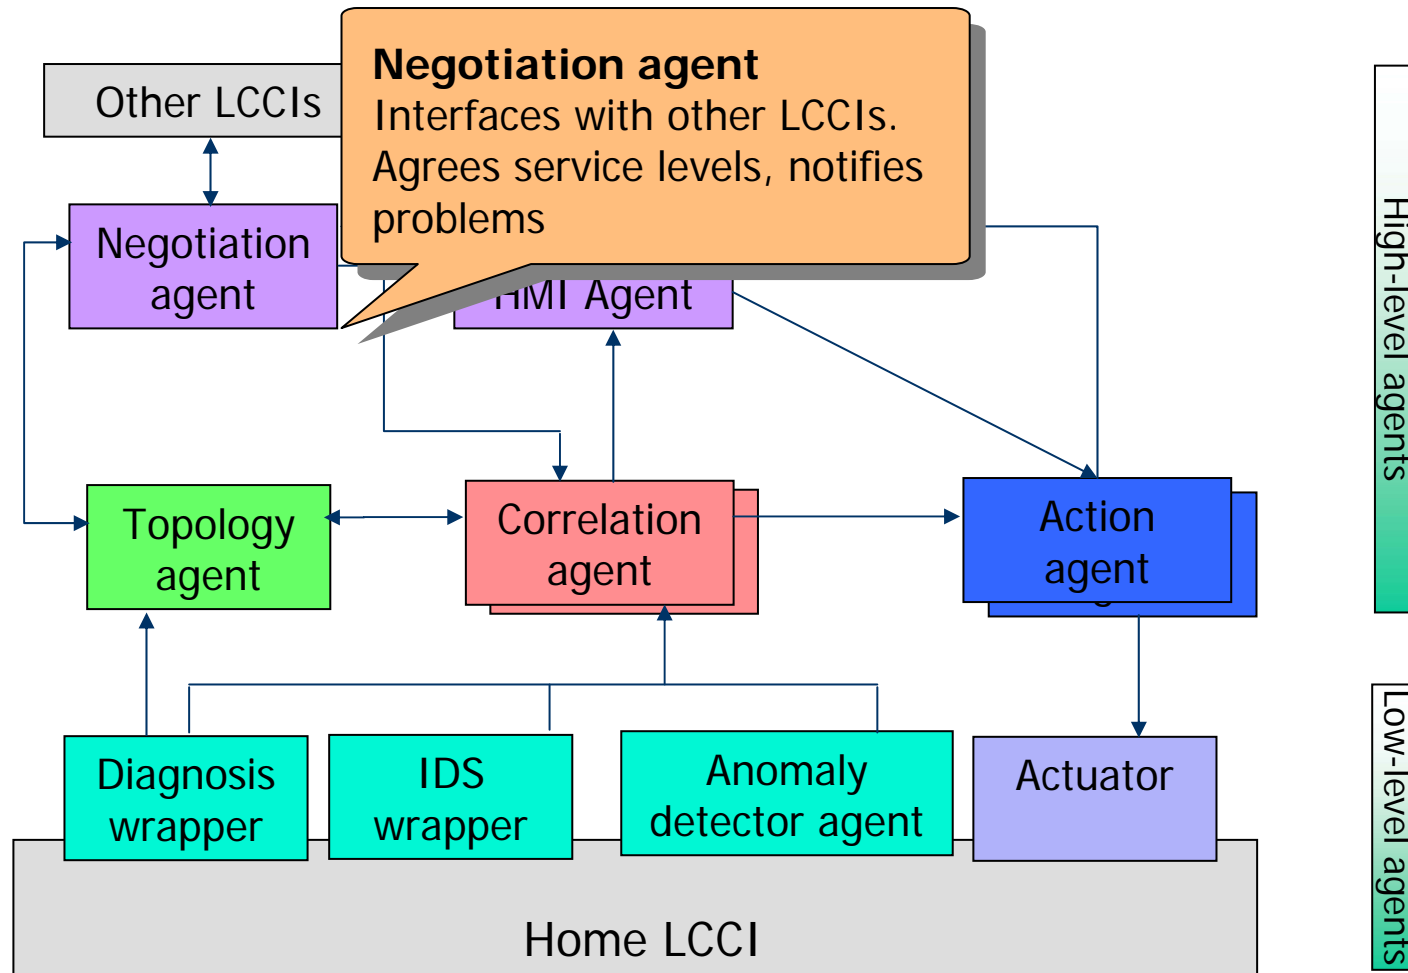 Negotiation agent
Interfaces with other LCCIs.
Agrees service levels, notifies
problems
Other LCCIs
Negotiation
agent
HMI Agent
High-level agents
Topology
agent
Correlation
agent
Action
agent
Diagnosis
wrapper
IDS
wrapper
Anomaly
detector agent
Actuator
Low-level agents
Home LCCI